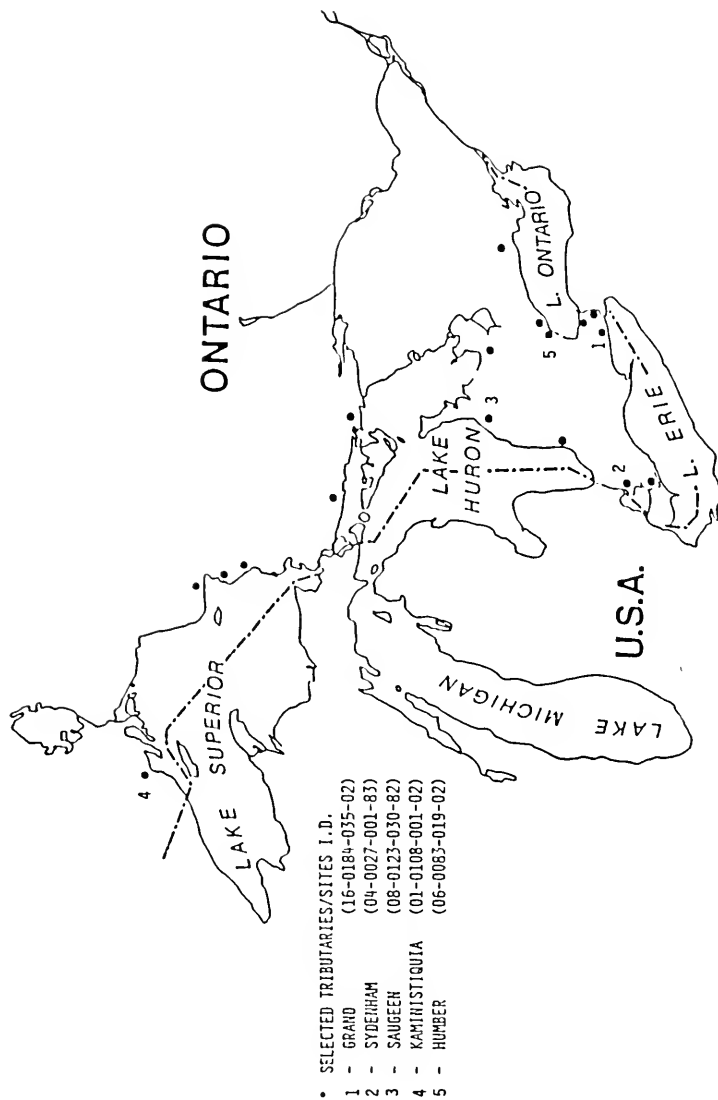 ONTARIO
LAKE SUPERIOR
LAKE
HURON
L. ONTARIO
L. ERIE
LAKE MICHIGAN
U.S.A.
4
3
5
1
2
• SELECTED TRIBUTARIES/SITES I.D.
1 - GRAND (16-0184-035-02)
2 - SYDENHAM (04-0027-001-83)
3 - SAUGEEN (08-0123-030-82)
4 - KAMINISTIQUIA (01-0108-001-02)
5 - HUMBER (06-0083-019-02)